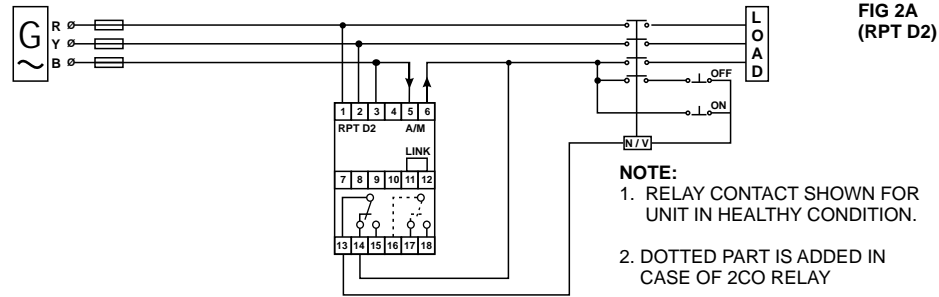 FIG 2A
(RPT D2)
G
R
Y
B
LOAD
OFF
ON
N / V
1 2 3 4 5 6
RPT D2 A/M
LINK
7 8 9 10 11 12
13 14 15 16 17 18
NOTE:
1. RELAY CONTACT SHOWN FOR
UNIT IN HEALTHY CONDITION.
2. DOTTED PART IS ADDED IN
CASE OF 2CO RELAY